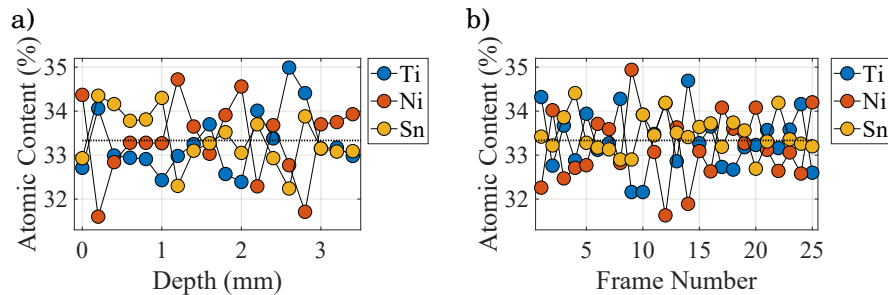 a)
Atomic Content (%)
35
34
33
32
0
1
2
3
Depth (mm)
Ti
Ni
Sn
b)
Atomic Content (%)
35
34
33
32
5
10
15
20
25
Frame Number
Ti
Ni
Sn